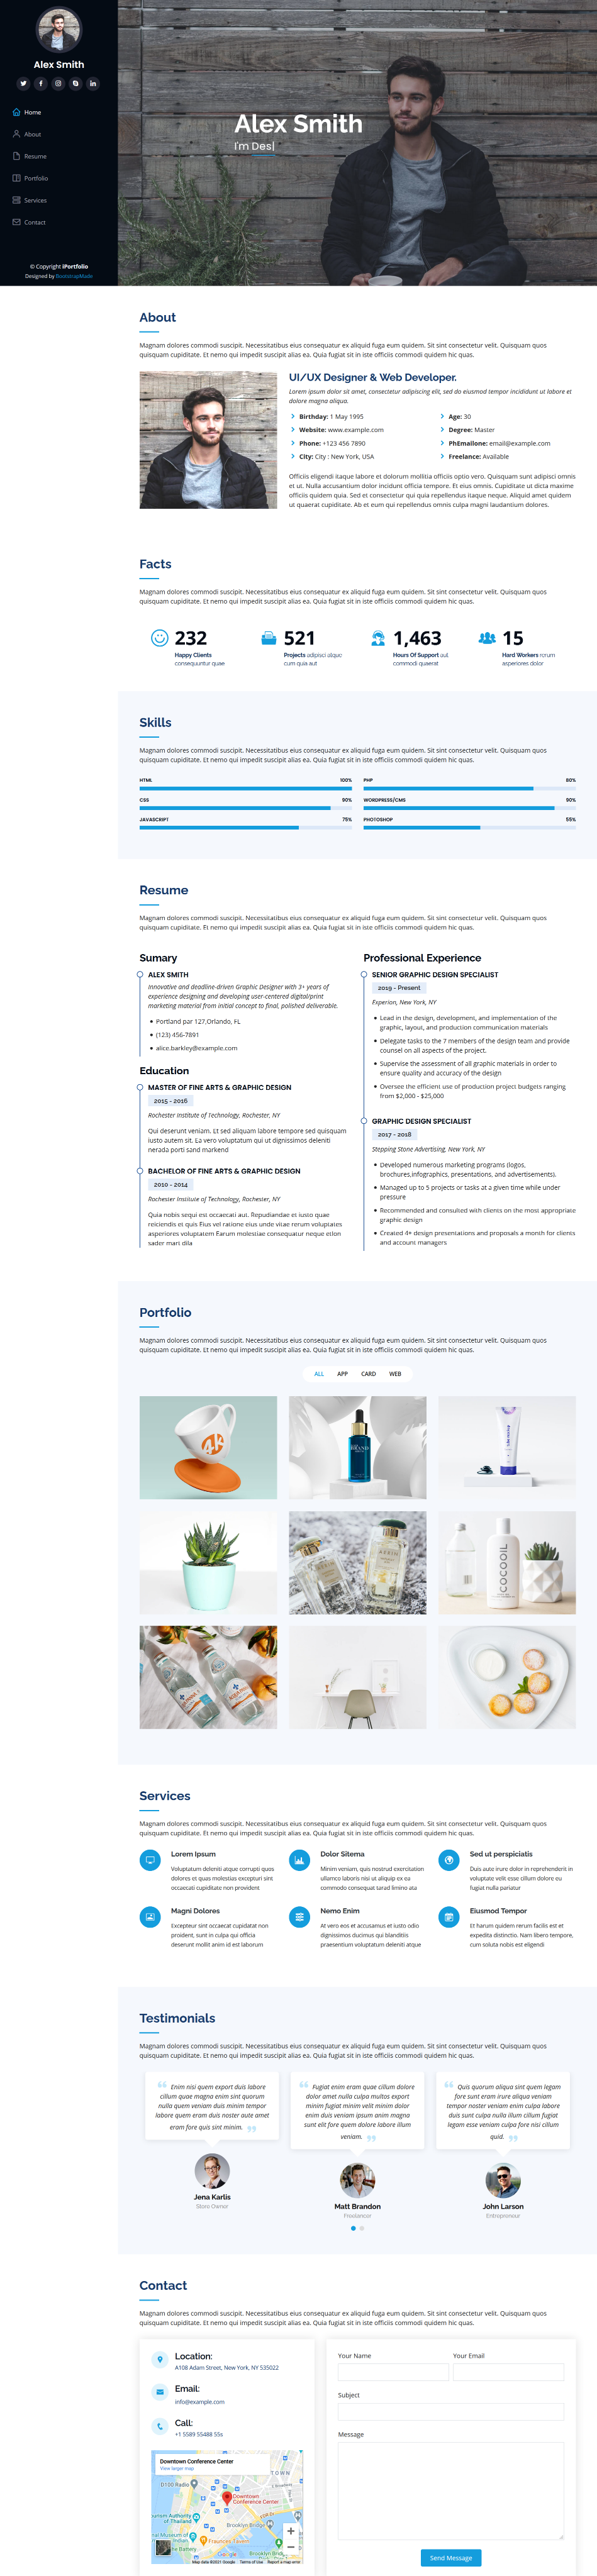 Alex Smith
Home
About
Resume
Portfolio
Services
Contact
© Copyright iPortfolio
Designed by BootstrapMade
Alex Smith
I'm Des|
About
Magnam dolores commodi suscipit. Necessitatibus eius consequatur ex aliquid fuga eum quidem. Sit sint consectetur velit. Quisquam quos
quisquam cupiditate. Et nemo qui impedit suscipit alias ea. Quia fugiat sit in iste officiis commodi quidem hic quas.
UI/UX Designer & Web Developer.
Lorem ipsum dolor sit amet, consectetur adipiscing elit, sed do eiusmod tempor incididunt ut labore et
dolore magna aliqua.
Birthday: 1 May 1995
Website: www.example.com
Phone: +123 456 7890
City: City : New York, USA
Age: 30
Degree: Master
PhEmailone: email@example.com
Freelance: Available
Officiis eligendi itaque labore et dolorum mollitia officiis optio vero. Quisquam sunt adipisci omnis
et ut. Nulla accusantium dolor incidunt officia tempore. Et eius omnis. Cupiditate ut dicta maxime
officiis quidem quia. Sed et consectetur qui quia repellendus itaque neque. Aliquid amet quidem
ut quaerat cupiditate. Ab et eum qui repellendus omnis culpa magni laudantium dolores.
Facts
Magnam dolores commodi suscipit. Necessitatibus eius consequatur ex aliquid fuga eum quidem. Sit sint consectetur velit. Quisquam quos
quisquam cupiditate. Et nemo qui impedit suscipit alias ea. Quia fugiat sit in iste officiis commodi quidem hic quas.
232
Happy Clients
consequuntur quae
521
Projects adipisci atque
cum quia aut
1,463
Hours Of Support aut
commodi quaerat
15
Hard Workers rerum
asperiores dolor
Skills
Magnam dolores commodi suscipit. Necessitatibus eius consequatur ex aliquid fuga eum quidem. Sit sint consectetur velit. Quisquam quos
quisquam cupiditate. Et nemo qui impedit suscipit alias ea. Quia fugiat sit in iste officiis commodi quidem hic quas.
HTML 100%
CSS 90%
JAVASCRIPT 75%
PHP 80%
WORDPRESS/CMS 90%
PHOTOSHOP 55%
Resume
Magnam dolores commodi suscipit. Necessitatibus eius consequatur ex aliquid fuga eum quidem. Sit sint consectetur velit. Quisquam quos
quisquam cupiditate. Et nemo qui impedit suscipit alias ea. Quia fugiat sit in iste officiis commodi quidem hic quas.
Sumary
ALEX SMITH
Innovative and deadline-driven Graphic Designer with 3+ years of
experience designing and developing user-centered digital/print
marketing material from initial concept to final, polished deliverable.
Portland par 127,Orlando, FL
(123) 456-7891
alice.barkley@example.com
Education
MASTER OF FINE ARTS & GRAPHIC DESIGN
2015 - 2016
Rochester Institute of Technology, Rochester, NY
Qui deserunt veniam. Et sed aliquam labore tempore sed quisquam
iusto autem sit. Ea vero voluptatum qui ut dignissimos deleniti
nerada porti sand markend
BACHELOR OF FINE ARTS & GRAPHIC DESIGN
2010 - 2014
Rochester Institute of Technology, Rochester, NY
Quia nobis sequi est occaecati aut. Repudiandae et iusto quae
reiciendis et quis Eius vel ratione eius unde vitae rerum voluptates
asperiores voluptatem Earum molestiae consequatur neque etlon
sader mart dila
Professional Experience
SENIOR GRAPHIC DESIGN SPECIALIST
2019 - Present
Experion, New York, NY
Lead in the design, development, and implementation of the
graphic, layout, and production communication materials
Delegate tasks to the 7 members of the design team and provide
counsel on all aspects of the project.
Supervise the assessment of all graphic materials in order to
ensure quality and accuracy of the design
Oversee the efficient use of production project budgets ranging
from $2,000 - $25,000
GRAPHIC DESIGN SPECIALIST
2017 - 2018
Stepping Stone Advertising, New York, NY
Developed numerous marketing programs (logos,
brochures,infographics, presentations, and advertisements).
Managed up to 5 projects or tasks at a given time while under
pressure
Recommended and consulted with clients on the most appropriate
graphic design
Created 4+ design presentations and proposals a month for clients
and account managers
Portfolio
Magnam dolores commodi suscipit. Necessitatibus eius consequatur ex aliquid fuga eum quidem. Sit sint consectetur velit. Quisquam quos
quisquam cupiditate. Et nemo qui impedit suscipit alias ea. Quia fugiat sit in iste officiis commodi quidem hic quas.
ALL APP CARD WEB
BRAND
COCOOIL
Services
Magnam dolores commodi suscipit. Necessitatibus eius consequatur ex aliquid fuga eum quidem. Sit sint consectetur velit. Quisquam quos
quisquam cupiditate. Et nemo qui impedit suscipit alias ea. Quia fugiat sit in iste officiis commodi quidem hic quas.
Lorem Ipsum
Voluptatum deleniti atque corrupti quos
dolores et quas molestias excepturi sint
occaecati cupiditate non provident
Dolor Sitema
Minim veniam, quis nostrud exercitation
ullamco laboris nisi ut aliquip ex ea
commodo consequat tarad limino ata
Sed ut perspiciatis
Duis aute irure dolor in reprehenderit in
voluptate velit esse cillum dolore eu
fugiat nulla pariatur
Magni Dolores
Excepteur sint occaecat cupidatat non
proident, sunt in culpa qui officia
deserunt mollit anim id est laborum
Nemo Enim
At vero eos et accusamus et iusto odio
dignissimos ducimus qui blanditiis
praesentium voluptatum deleniti atque
Eiusmod Tempor
Et harum quidem rerum facilis est et
expedita distinctio. Nam libero tempore,
cum soluta nobis est eligendi
Testimonials
Magnam dolores commodi suscipit. Necessitatibus eius consequatur ex aliquid fuga eum quidem. Sit sint consectetur velit. Quisquam quos
quisquam cupiditate. Et nemo qui impedit suscipit alias ea. Quia fugiat sit in iste officiis commodi quidem hic quas.
Enim nisi quem export duis labore
cillum quae magna enim sint quorum
nulla quem veniam duis minim tempor
labore quem eram duis noster aute amet
eram fore quis sint minim.
Jena Karlis
Store Owner
Fugiat enim eram quae cillum dolore
dolor amet nulla culpa multos export
minim fugiat minim velit minim dolor
enim duis veniam ipsum anim magna
sunt elit fore quem dolore labore illum
veniam.
Matt Brandon
Freelancer
Quis quorum aliqua sint quem legam
fore sunt eram irure aliqua veniam
tempor noster veniam enim culpa labore
duis sunt culpa nulla illum cillum fugiat
legam esse veniam culpa fore nisi cillum
quid.
John Larson
Entrepreneur
Contact
Magnam dolores commodi suscipit. Necessitatibus eius consequatur ex aliquid fuga eum quidem. Sit sint consectetur velit. Quisquam quos
quisquam cupiditate. Et nemo qui impedit suscipit alias ea. Quia fugiat sit in iste officiis commodi quidem hic quas.
Location:
A108 Adam Street, New York, NY 535022
Email:
info@example.com
Call:
+1 5589 55488 55s
Downtown Conference Center
View larger map
TOWN
D100 Radio
Downtown
Conference Center
Museum of
American Tr
Authority of Th
Brooklyn Bridge
Fraunces Tavern
The Battery
Google
Brooklyn Brid
Map data ©2021 Google
Terms of Use
Report a map error
Your Name
Your Email
Subject
Message
Send Message